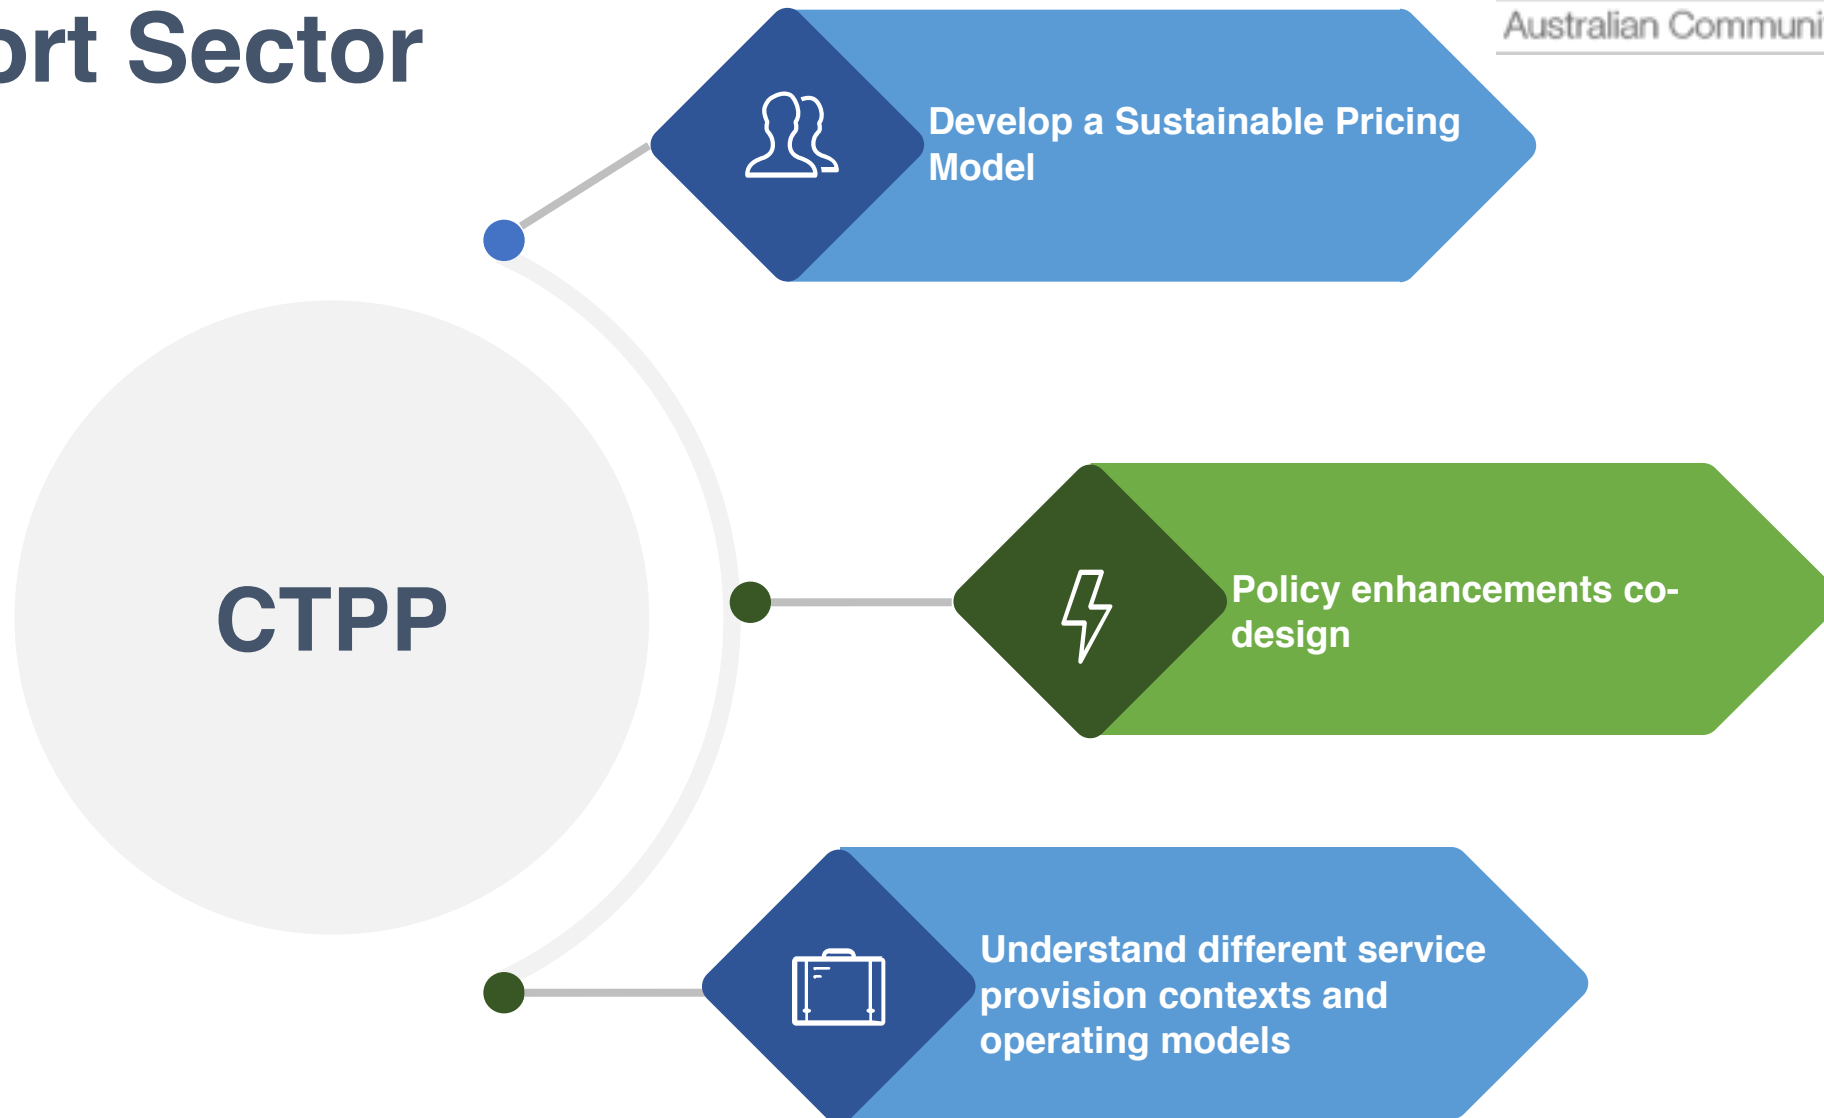 ort Sector
Australian Communi
Develop a Sustainable Pricing
Model
CTPP
Policy enhancements co-
design
Understand different service
provision contexts and
operating models